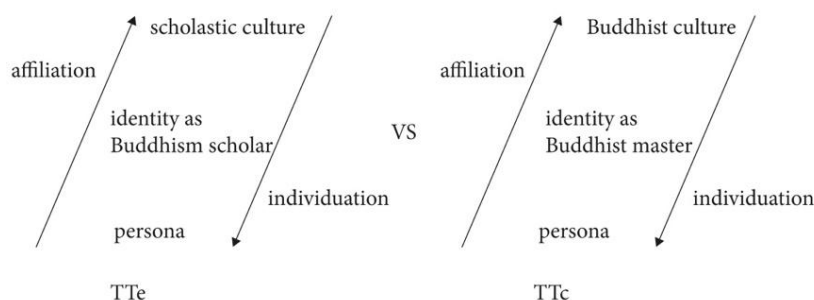 scholastic culture
affiliation
identity as
Buddhism scholar
individuation
persona
TTe
VS
Buddhist culture
affiliation
identity as
Buddhist master
individuation
persona
TTc